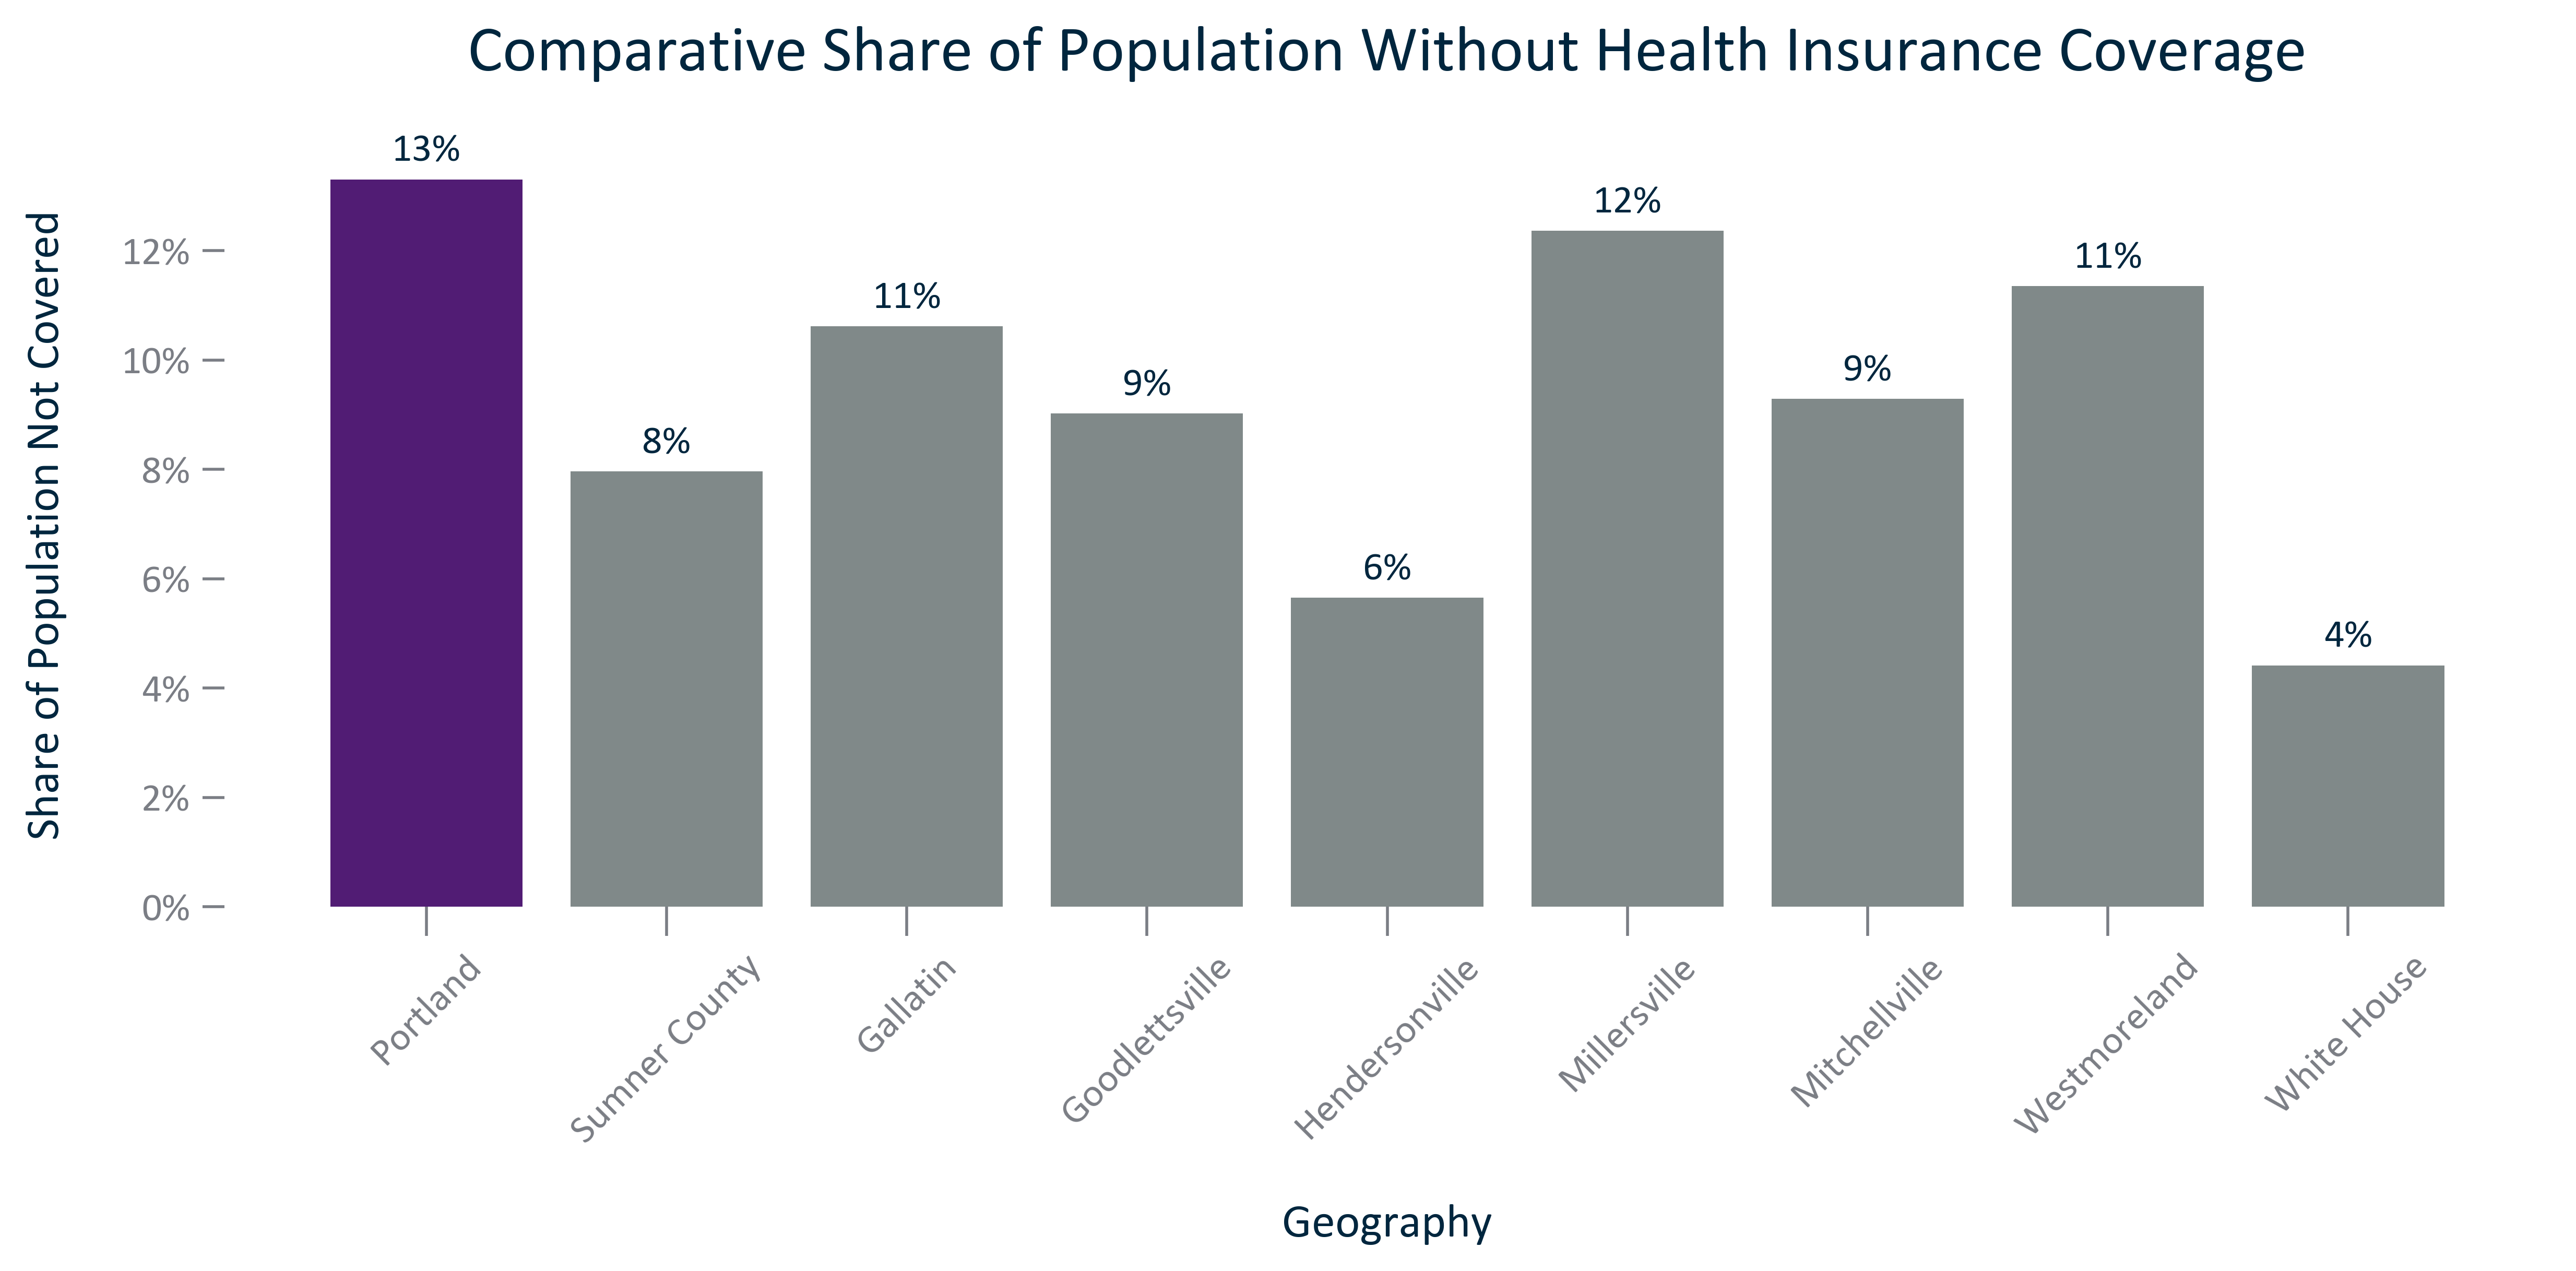 Comparative Share of Population Without Health Insurance Coverage
Share of Population Not Covered
12%
10%
8%
6%
4%
2%
0%
13%
8%
11%
9%
6%
12%
9%
11%
4%
Portland
Sumner County
Gallatin
Goodlettsville
Hendersonville
Millersville
Mitchellville
Westmoreland
White House
Geography